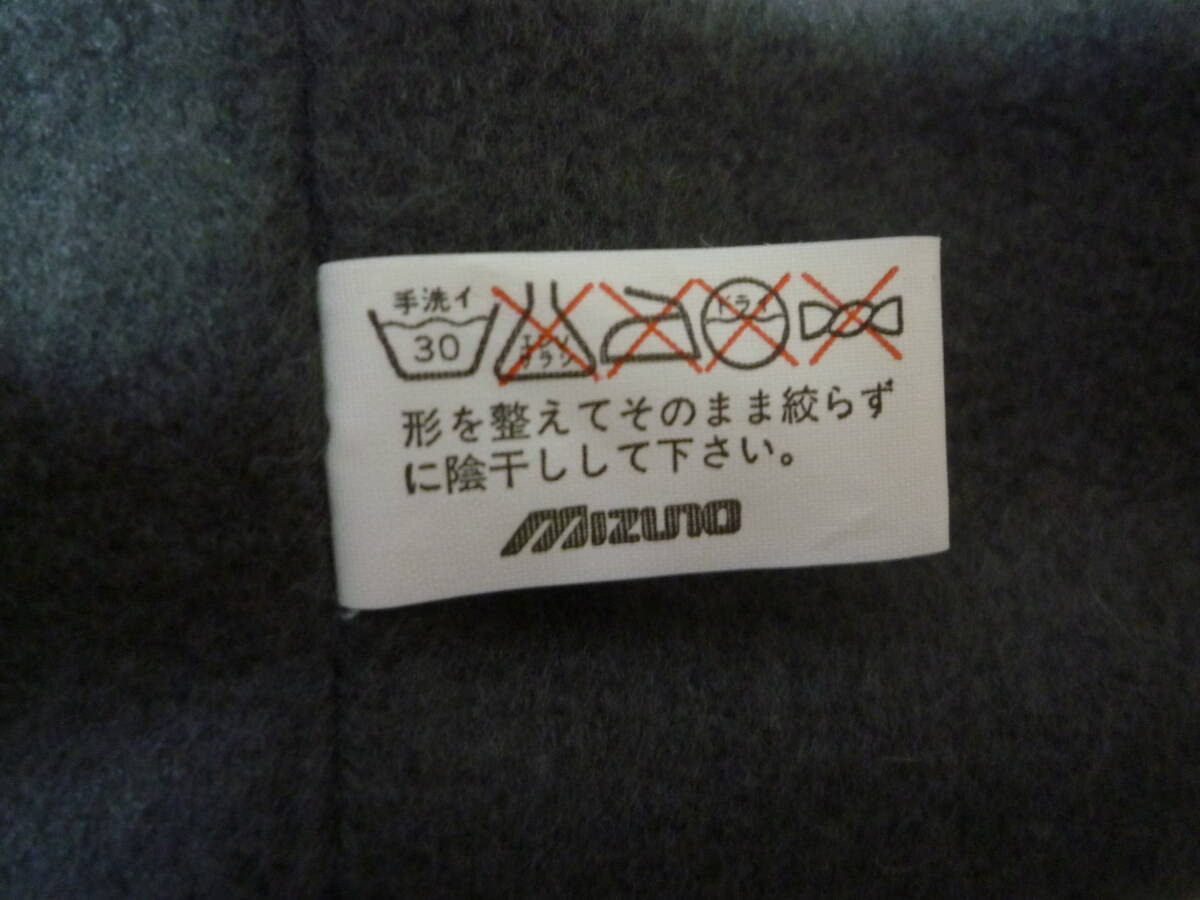 手洗イ
30
エンソ
サラシ
ドライ
形を整えてそのまま絞らず
に陰干しして下さい。
MIZUNO